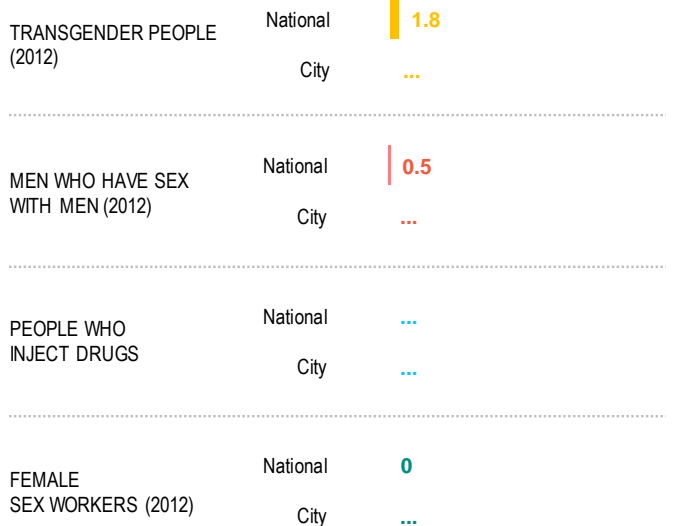 TRANSGENDER PEOPLE
(2012)
National 1.8
City ...
MEN WHO HAVE SEX
WITH MEN (2012)
National 0.5
City ...
PEOPLE WHO
INJECT DRUGS
National ...
City ...
FEMALE
SEX WORKERS (2012)
National 0
City ...